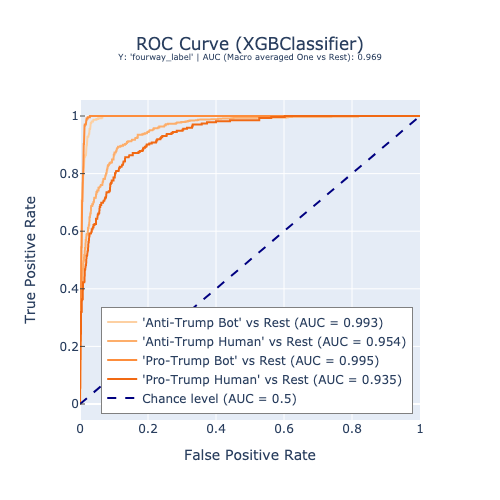 ROC Curve (XGBClassifier)
Y: 'fourway_label' | AUC (Macro averaged One vs Rest): 0.969
True Positive Rate
1
0.8
0.6
0.4
0.2
0
'Anti-Trump Bot' vs Rest (AUC = 0.993)
'Anti-Trump Human' vs Rest (AUC = 0.954)
'Pro-Trump Bot' vs Rest (AUC = 0.995)
'Pro-Trump Human' vs Rest (AUC = 0.935)
Chance level (AUC = 0.5)
0 0.2 0.4 0.6 0.8 1
False Positive Rate